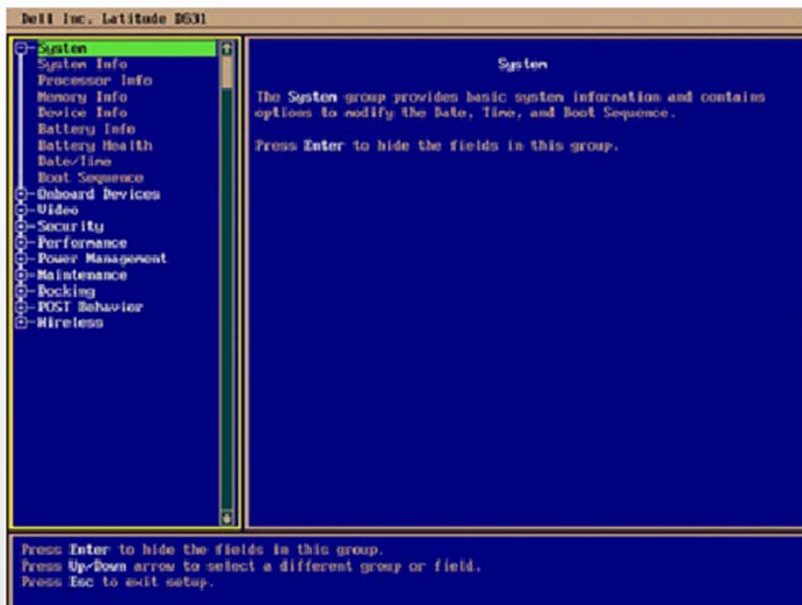 Dell Inc. Latitude D531
System
System Info
Processor Info
Memory Info
Device Info
Battery Info
Battery Health
Date/Time
Boot Sequence
Onboard Devices
Video
Security
Performance
Power Management
Maintenance
Docking
POST Behavior
Wireless
System
The System group provides basic system information and contains
options to modify the Date, Time, and Boot Sequence.
Press Enter to hide the fields in this group.
Press Enter to hide the fields in this group.
Press Up/Down arrow to select a different group or field.
Press Esc to exit setup.